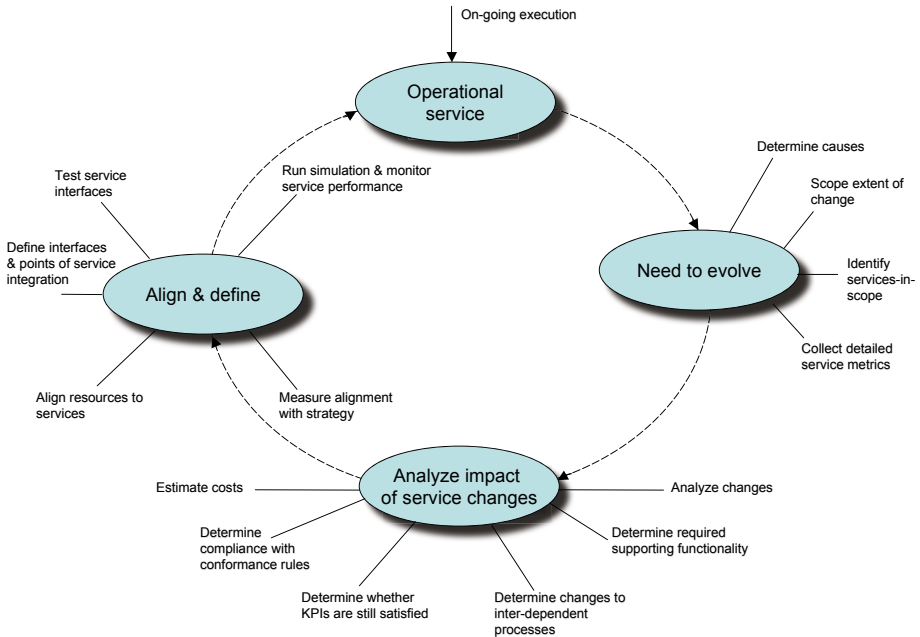 On-going execution
Operational
service
Determine causes
Scope extent of
change
Need to evolve
Identify
services-in-
scope
Collect detailed
service metrics
Analyze impact
of service changes
Analyze changes
Determine required
supporting functionality
Determine changes to
inter-dependent
processes
Determine whether
KPIs are still satisfied
Determine
compliance with
conformance rules
Estimate costs
Align & define
Measure alignment
with strategy
Align resources to
services
Define interfaces
& points of service
integration
Test service
interfaces
Run simulation & monitor
service performance